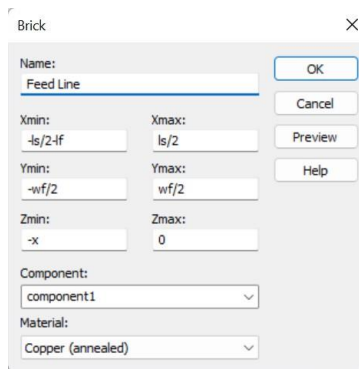 Brick
Name:
Feed Line
OK
Cancel
Xmin:
Xmax:
Preview
-ls/2-lf
ls/2
Ymin:
Ymax:
Help
-wf/2
wf/2
Zmin:
Zmax:
-x
0
Component:
component1
Material:
Copper (annealed)